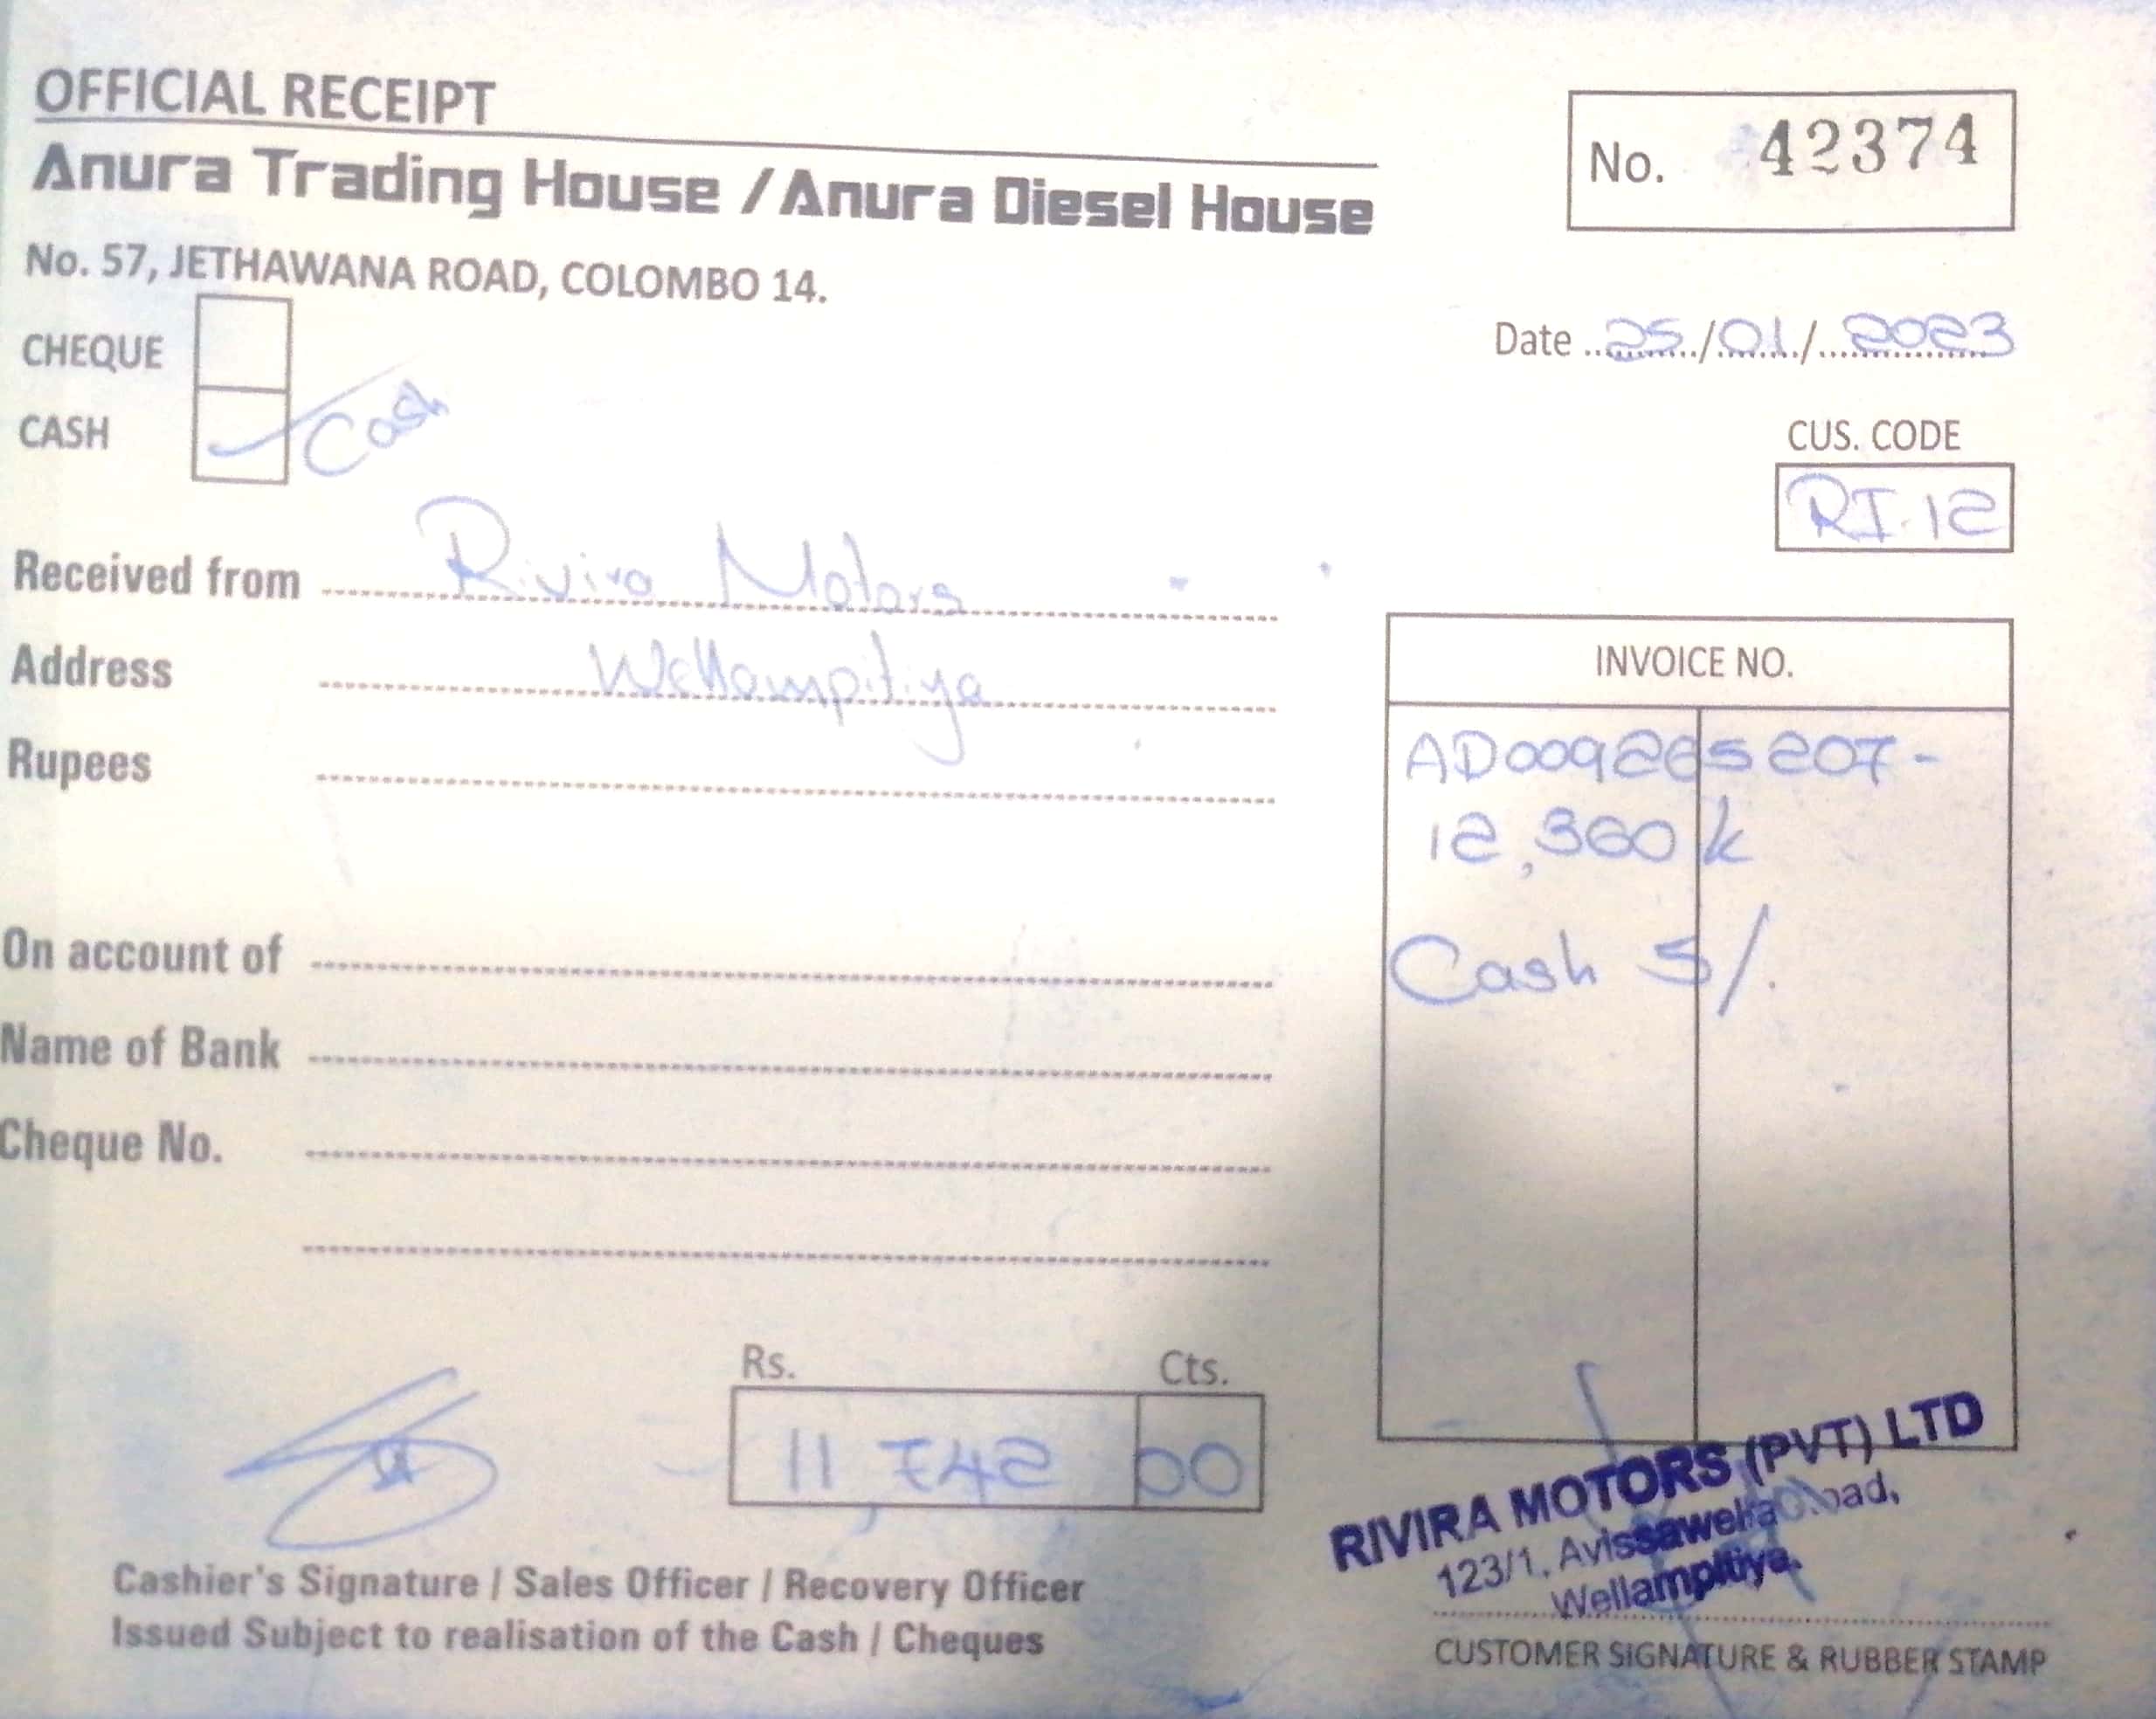 OFFICIAL RECEIPT
Anura Trading House / Anura Diesel House
No. 57, JETHAWANA ROAD, COLOMBO 14.
No. 42374
Date 25/01/2023
CHEQUE
CASH Cash
CUS. CODE
RI.12
Received from Rivira Motors
Address Wellampitiya
Rupees
INVOICE NO.
AD009265207-
12,360
Cash 5/.
On account of
Name of Bank
Cheque No.
Rs. Cts.
11,742 00
RIVIRA MOTORS (PVT) LTD
123/1, Avissawella Road,
Wellampitiya.
Cashier's Signature / Sales Officer / Recovery Officer
Issued Subject to realisation of the Cash / Cheques
CUSTOMER SIGNATURE & RUBBER STAMP